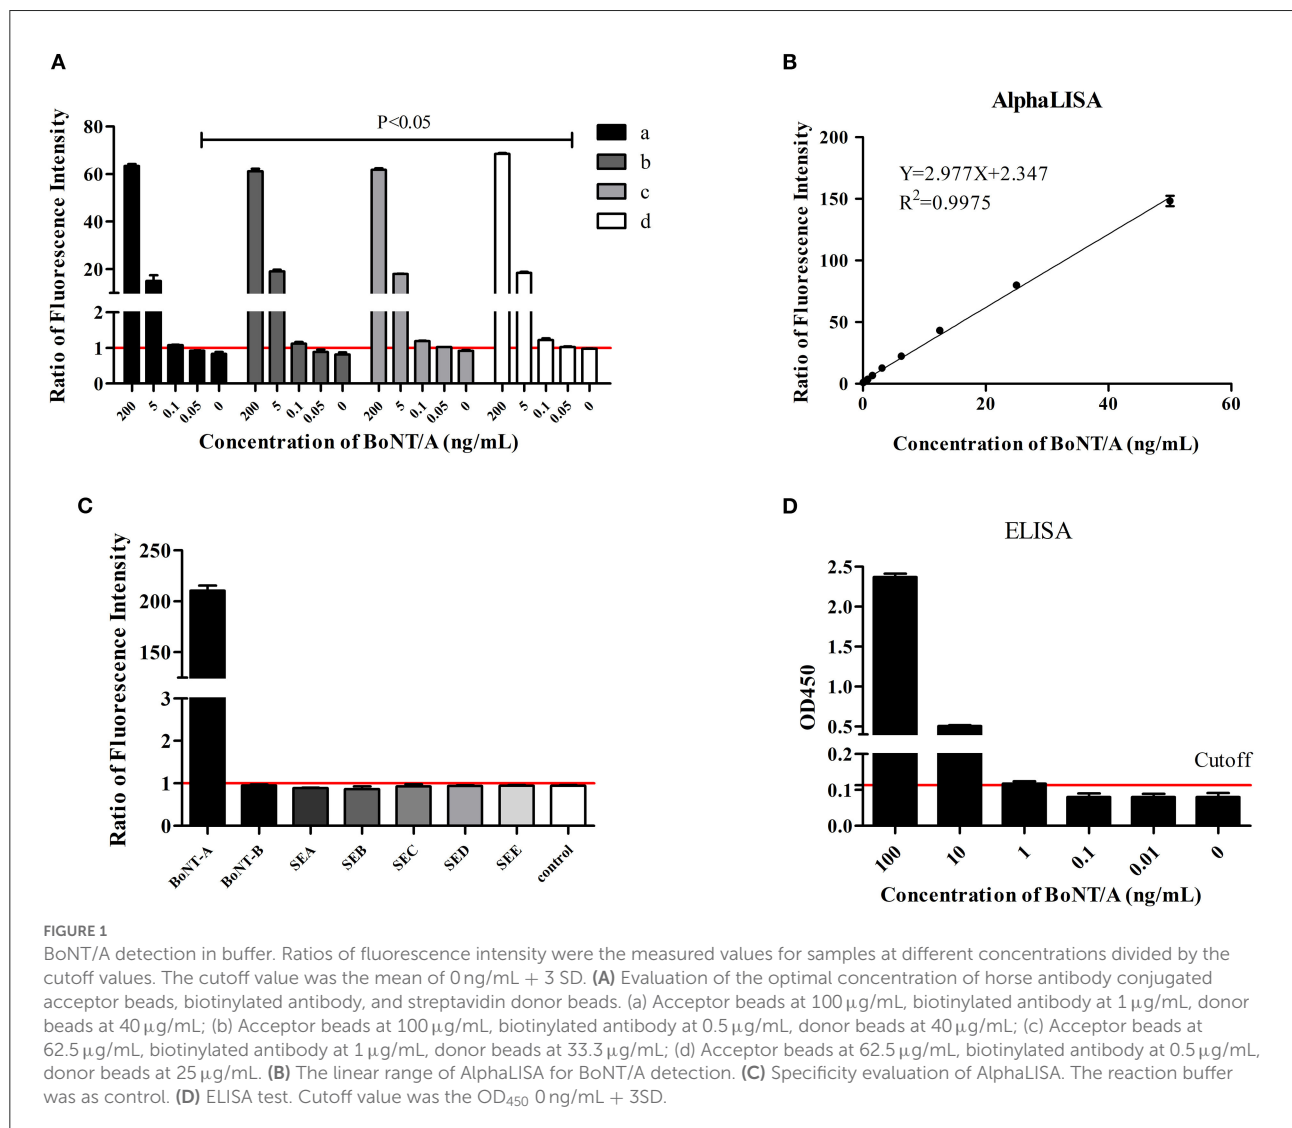 A
Ratio of Fluorescence Intensity
80
60
40
20
2
1
0
P<0.05
a
b
c
d
200 5 0.1 0.05 0 200 5 0.1 0.05 0 200 5 0.1 0.05 0 200 5 0.1 0.05 0
Concentration of BoNT/A (ng/mL)
B
AlphaLISA
Ratio of Fluorescence Intensity
200
150
100
50
0
Y=2.977X+2.347
R²=0.9975
0 20 40 60
Concentration of BoNT/A (ng/mL)
C
Ratio of Fluorescence Intensity
250
200
150
3
2
1
0
BoNT-A BoNT-B SEA SEB SEC SED SEE control
D
ELISA
OD450
2.5
2.0
1.5
1.0
0.5
0.2
0.1
0.0
Cutoff
100 10 1 0.1 0.01 0
Concentration of BoNT/A (ng/mL)
FIGURE 1
BoNT/A detection in buffer. Ratios of fluorescence intensity were the measured values for samples at different concentrations divided by the
cutoff values. The cutoff value was the mean of 0 ng/mL + 3 SD. (A) Evaluation of the optimal concentration of horse antibody conjugated
acceptor beads, biotinylated antibody, and streptavidin donor beads. (a) Acceptor beads at 100 μg/mL, biotinylated antibody at 1 μg/mL, donor
beads at 40 μg/mL; (b) Acceptor beads at 100 μg/mL, biotinylated antibody at 0.5 μg/mL, donor beads at 40 μg/mL; (c) Acceptor beads at
62.5 μg/mL, biotinylated antibody at 1 μg/mL, donor beads at 33.3 μg/mL; (d) Acceptor beads at 62.5 μg/mL, biotinylated antibody at 0.5 μg/mL,
donor beads at 25 μg/mL. (B) The linear range of AlphaLISA for BoNT/A detection. (C) Specificity evaluation of AlphaLISA. The reaction buffer
was as control. (D) ELISA test. Cutoff value was the OD₄₅₀ 0 ng/mL + 3SD.